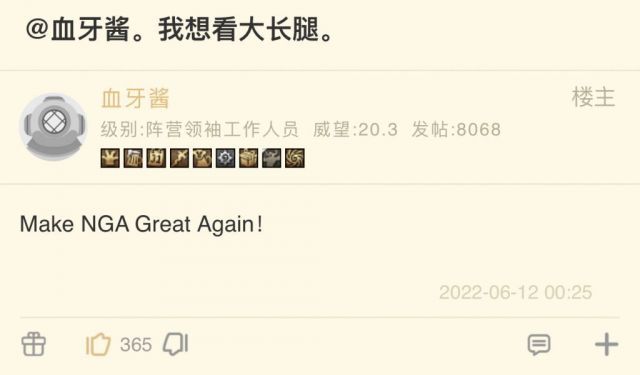 @血牙酱。我想看大长腿。
血牙酱
楼主
级别:阵营领袖工作人员 威望:20.3 发帖:8068
Make NGA Great Again!
2022-06-12 00:25
365